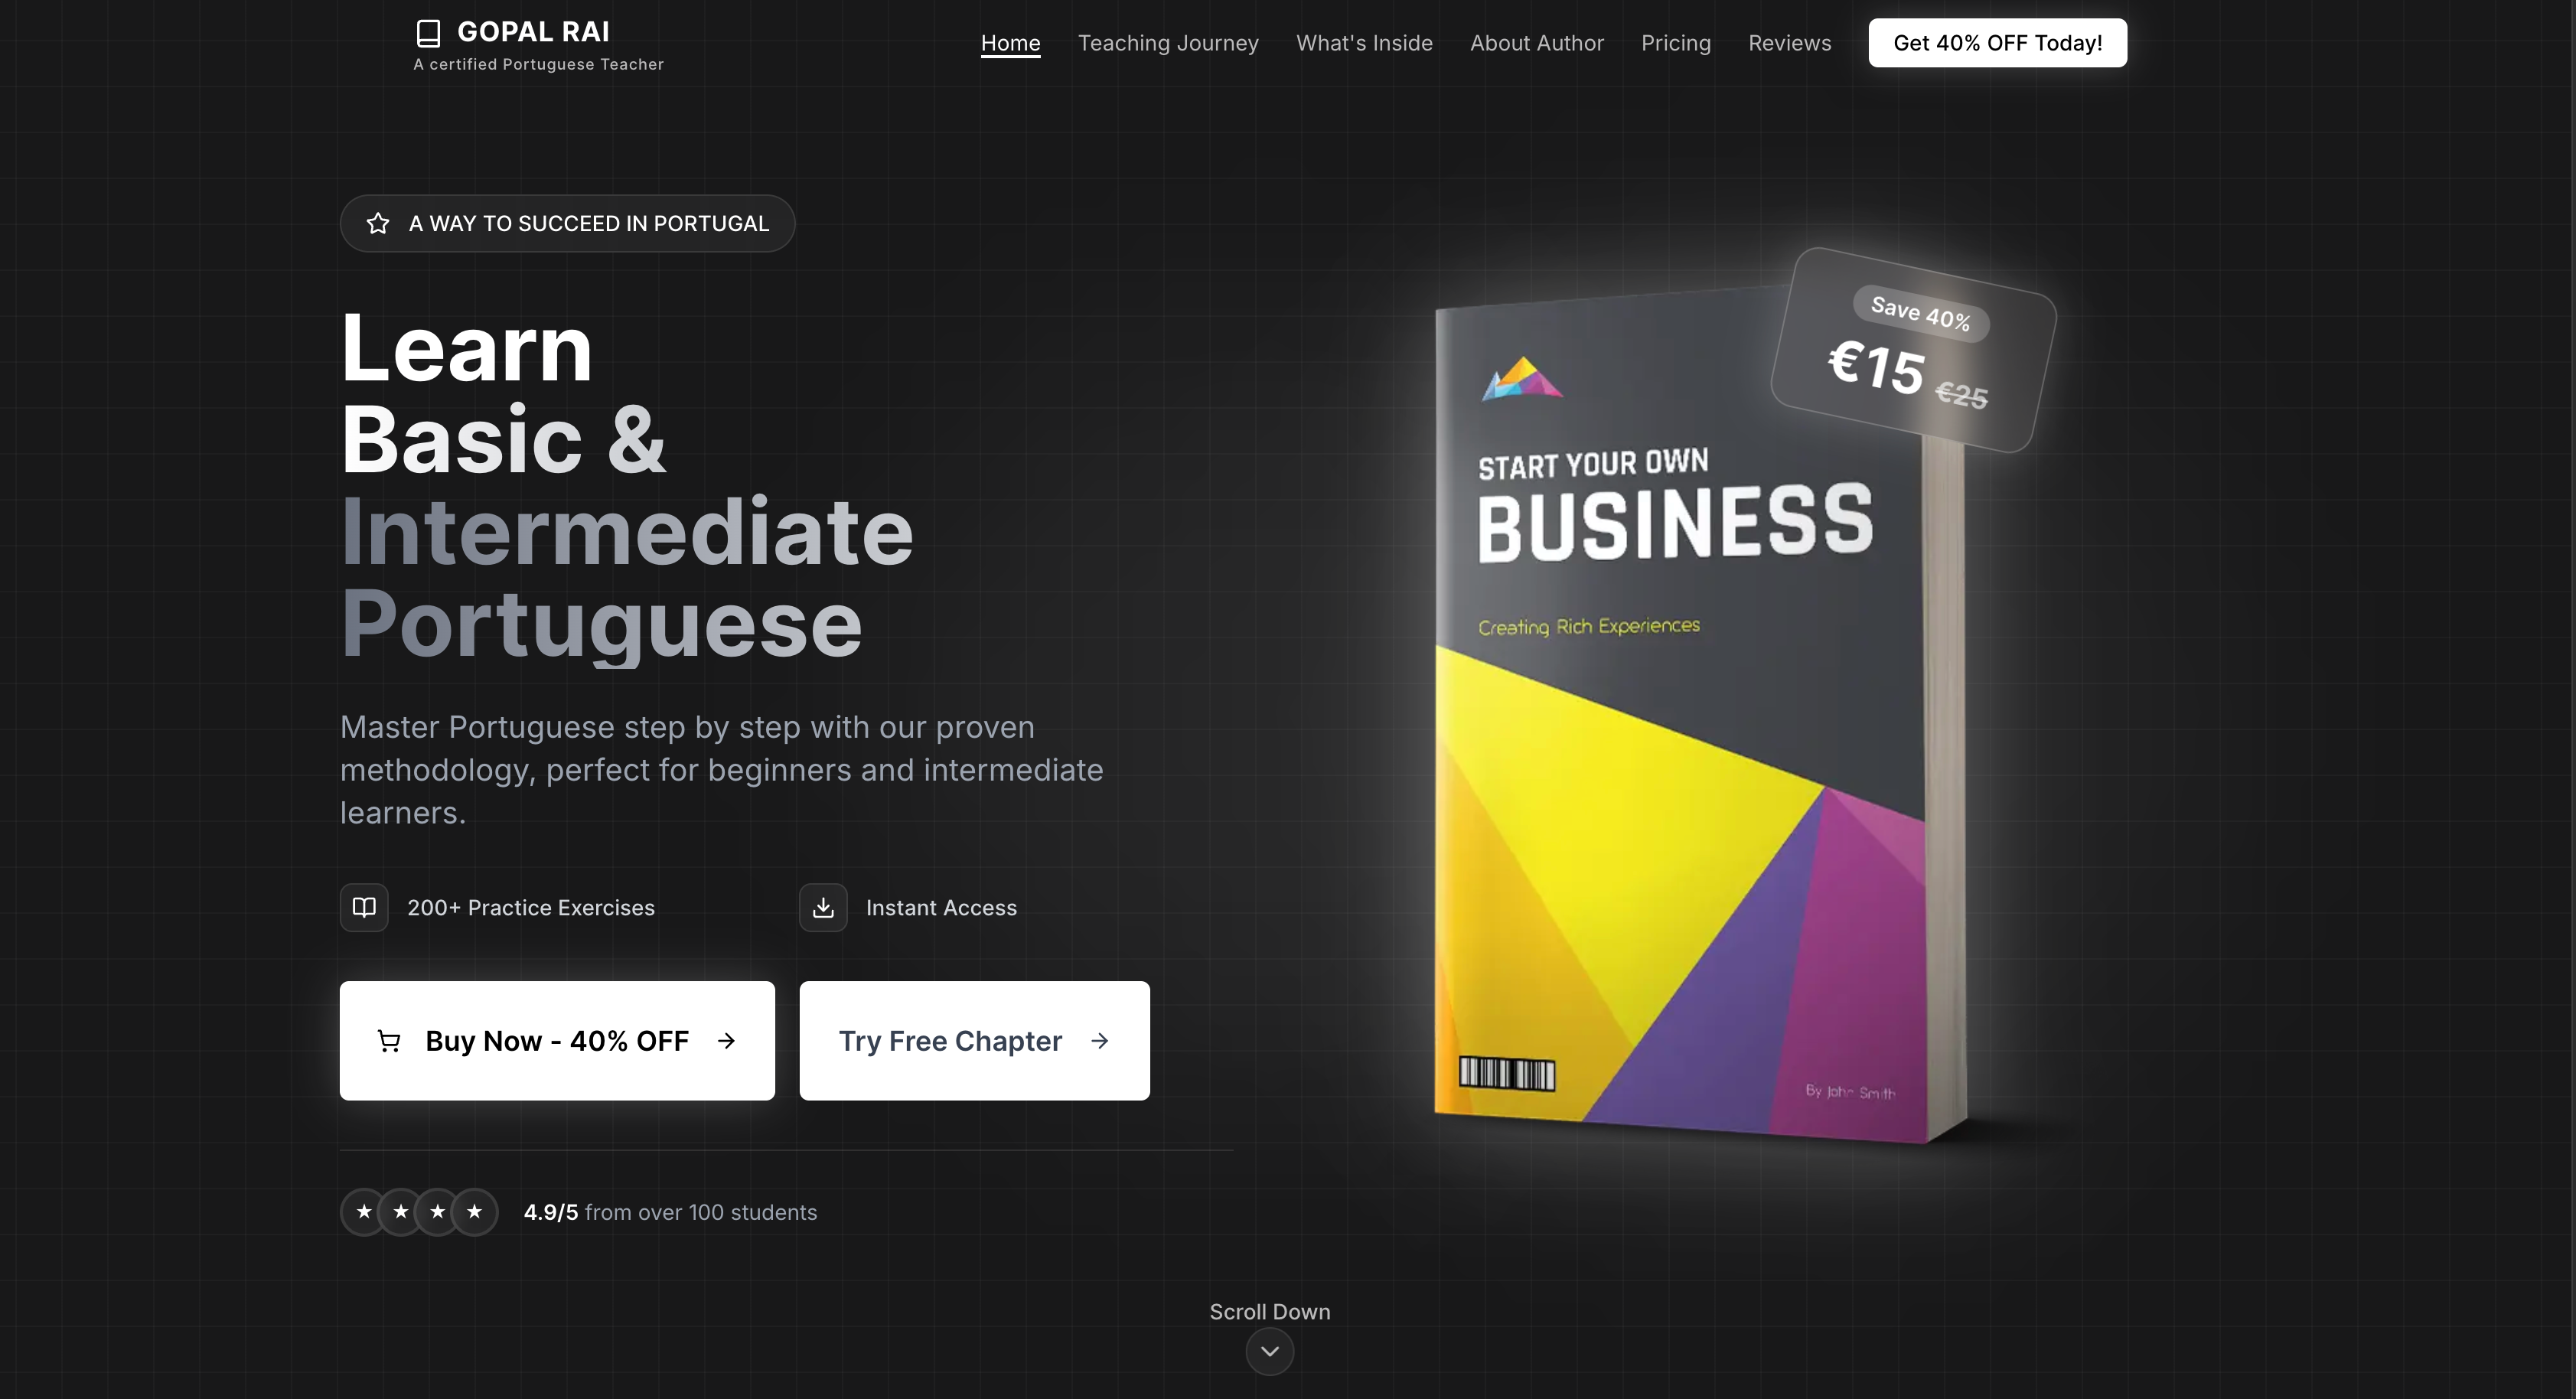 GOPAL RAI
A certified Portuguese Teacher
Home Teaching Journey What's Inside About Author Pricing Reviews Get 40% OFF Today!
A WAY TO SUCCEED IN PORTUGAL
Learn
Basic &
Intermediate
Portuguese
Master Portuguese step by step with our proven
methodology, perfect for beginners and intermediate
learners.
200+ Practice Exercises Instant Access
Buy Now - 40% OFF Try Free Chapter
4.9/5 from over 100 students
Save 40%
€15 €25
START YOUR OWN
BUSINESS
Creating Rich Experiences
By John Smith
Scroll Down